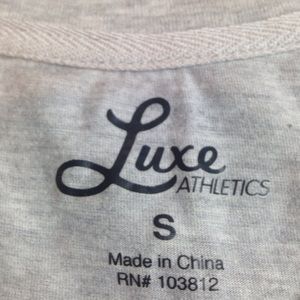 Luxe
ATHLETICS
S
Made in China
RN# 103812